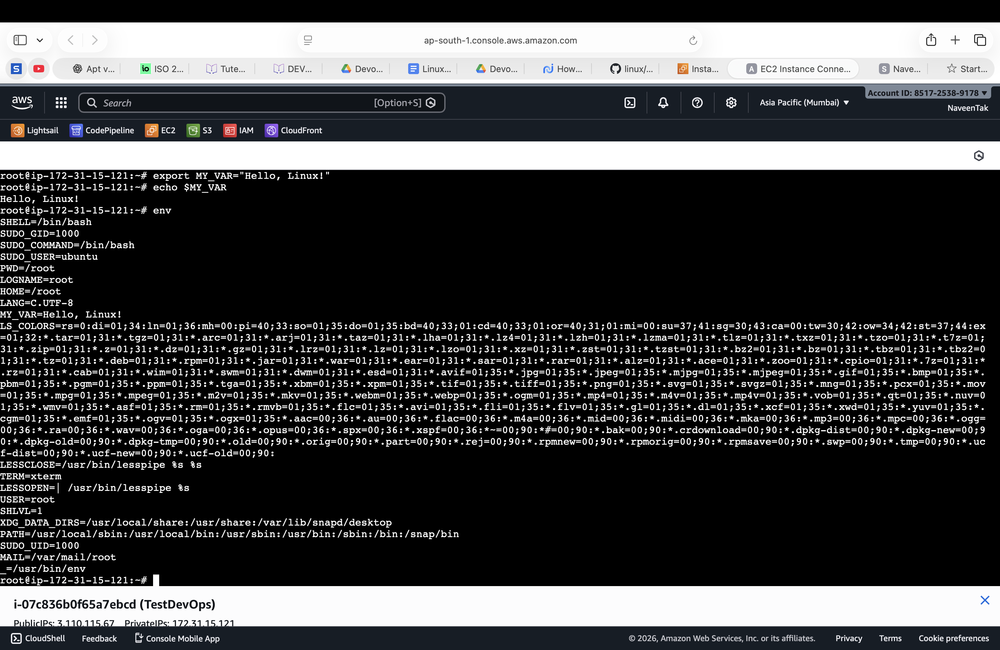 ap-south-1.console.aws.amazon.com
S
Apt v...
io ISO 2...
Tute...
DEV...
Devo...
Linux...
Devo...
How...
linux/...
Insta...
A EC2 Instance Conne...
S Nave...
Start...
aws
Search
[Option+S]
Asia Pacific (Mumbai)
Account ID: 8517-2538-9178
NaveenTak
Lightsail
CodePipeline
EC2
S3
IAM
CloudFront
root@ip-172-31-15-121:~# export MY_VAR="Hello, Linux!"
root@ip-172-31-15-121:~# echo $MY_VAR
Hello, Linux!
root@ip-172-31-15-121:~# env
SHELL=/bin/bash
SUDO_GID=1000
SUDO_COMMAND=/bin/bash
SUDO_USER=ubuntu
PWD=/root
LOGNAME=root
HOME=/root
LANG=C.UTF-8
MY_VAR=Hello, Linux!
LS_COLORS=rs=0:di=01;34:ln=01;36:mh=00:pi=40;33:so=01;35:do=01;35:bd=40;33;01:cd=40;33;01:or=40;31;01:mi=00:su=37;41:sg=30;43:ca=00:tw=30;42:ow=34;42:st=37;44:ex
=01;32:*.tar=01;31:*.tgz=01;31:*.arc=01;31:*.arj=01;31:*.taz=01;31:*.lha=01;31:*.lz4=01;31:*.lzh=01;31:*.lzma=01;31:*.tlz=01;31:*.txz=01;31:*.tzo=01;31:*.t7z=01;
31:*.zip=01;31:*.z=01;31:*.dz=01;31:*.gz=01;31:*.lrz=01;31:*.lz=01;31:*.lzo=01;31:*.xz=01;31:*.zst=01;31:*.tzst=01;31:*.bz2=01;31:*.bz=01;31:*.tbz=01;31:*.tbz2=0
1;31:*.tz=01;31:*.deb=01;31:*.rpm=01;31:*.jar=01;31:*.war=01;31:*.ear=01;31:*.sar=01;31:*.rar=01;31:*.alz=01;31:*.ace=01;31:*.zoo=01;31:*.cpio=01;31:*.7z=01;31:*
.rz=01;31:*.cab=01;31:*.wim=01;31:*.swm=01;31:*.dwm=01;31:*.esd=01;31:*.avif=01;35:*.jpg=01;35:*.jpeg=01;35:*.mjpg=01;35:*.mjpeg=01;35:*.gif=01;35:*.bmp=01;35:*.
pbm=01;35:*.pgm=01;35:*.ppm=01;35:*.tga=01;35:*.xbm=01;35:*.xpm=01;35:*.tif=01;35:*.tiff=01;35:*.png=01;35:*.svg=01;35:*.svgz=01;35:*.mng=01;35:*.pcx=01;35:*.mov
=01;35:*.mpg=01;35:*.mpeg=01;35:*.m2v=01;35:*.mkv=01;35:*.webm=01;35:*.webp=01;35:*.ogm=01;35:*.mp4=01;35:*.m4v=01;35:*.mp4v=01;35:*.vob=01;35:*.qt=01;35:*.nuv=0
1;35:*.wmv=01;35:*.asf=01;35:*.rm=01;35:*.rmvb=01;35:*.flc=01;35:*.avi=01;35:*.fli=01;35:*.flv=01;35:*.gl=01;35:*.dl=01;35:*.xcf=01;35:*.xwd=01;35:*.yuv=01;35:*.
cgm=01;35:*.emf=01;35:*.ogv=01;35:*.ogx=01;35:*.aac=00;36:*.au=00;36:*.flac=00;36:*.m4a=00;36:*.mid=00;36:*.midi=00;36:*.mka=00;36:*.mp3=00;36:*.mpc=00;36:*.ogg=
00;36:*.ra=00;36:*.wav=00;36:*.oga=00;36:*.opus=00;36:*.spx=00;36:*.xspf=00;36:*~=00;90:*#=00;90:*.bak=00;90:*.crdownload=00;90:*.dpkg-dist=00;90:*.dpkg-new=00;9
0:*.dpkg-old=00;90:*.dpkg-tmp=00;90:*.old=00;90:*.orig=00;90:*.part=00;90:*.rej=00;90:*.rpmnew=00;90:*.rpmorig=00;90:*.rpmsave=00;90:*.swp=00;90:*.tmp=00;90:*.uc
f-dist=00;90:*.ucf-new=00;90:*.ucf-old=00;90:
LESSCLOSE=/usr/bin/lesspipe %s %s
TERM=xterm
LESSOPEN=| /usr/bin/lesspipe %s
USER=root
SHLVL=1
XDG_DATA_DIRS=/usr/local/share:/usr/share:/var/lib/snapd/desktop
PATH=/usr/local/sbin:/usr/local/bin:/usr/sbin:/usr/bin:/sbin:/bin:/snap/bin
SUDO_UID=1000
MAIL=/var/mail/root
_=/usr/bin/env
root@ip-172-31-15-121:~#
i-07c836b0f65a7ebcd (TestDevOps)
PublicIPs: 3.110.115.67 PrivateIPs: 172.31.15.121
CloudShell
Feedback
Console Mobile App
© 2026, Amazon Web Services, Inc. or its affiliates.
Privacy
Terms
Cookie preferences